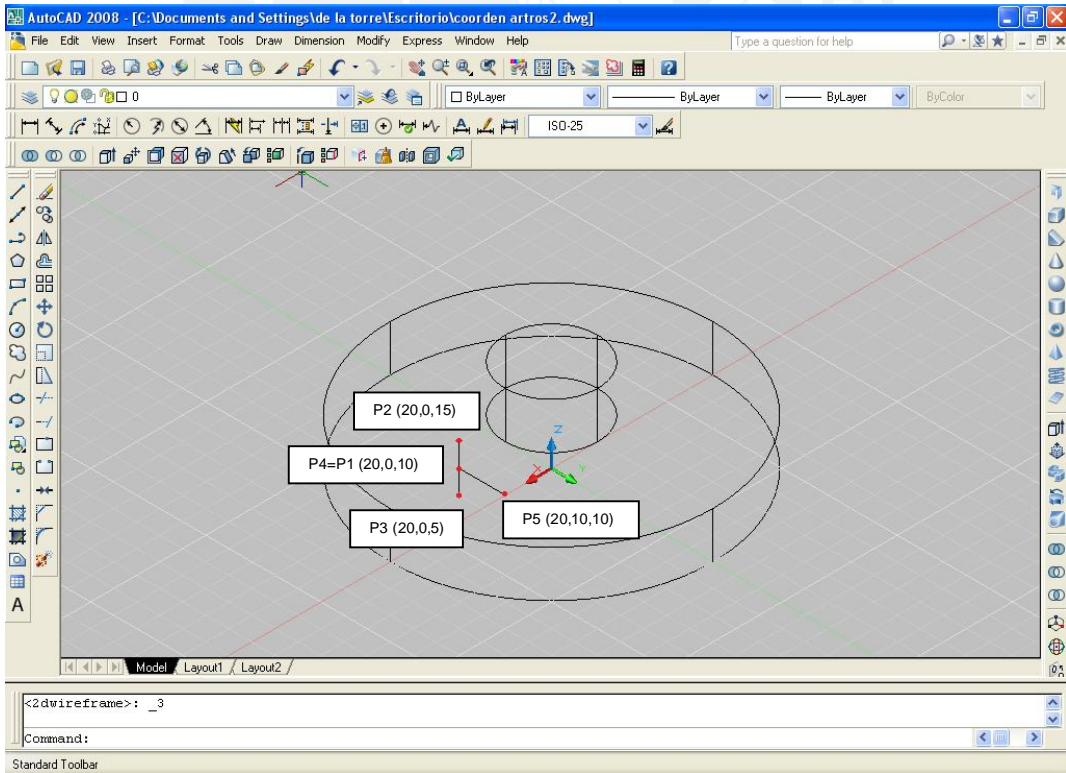 AutoCAD 2008 - [C:\Documents and Settings\de la torre\Escritorio\coorden artros2.dwg]
File Edit View Insert Format Tools Draw Dimension Modify Express Window Help
Type a question for help
0
ByLayer
ByLayer
ByLayer
ByColor
ISO-25
A
P2 (20,0,15)
Z
P4=P1 (20,0,10)
X
Y
P5 (20,10,10)
P3 (20,0,5)
A
Model
Layout1
Layout2
<2dwireframe>: _3
Command:
Standard Toolbar